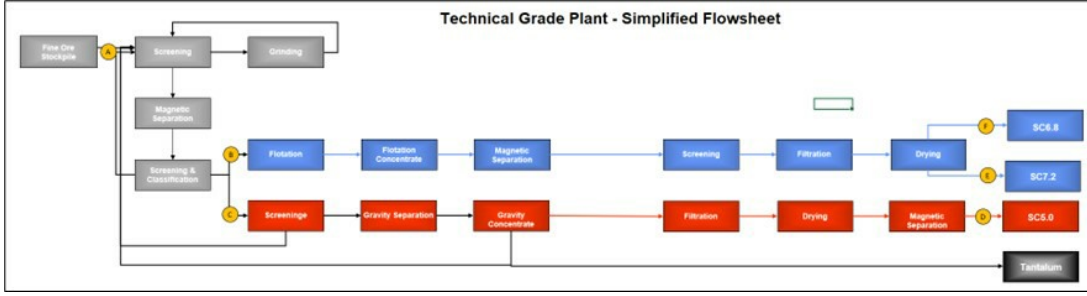 Technical Grade Plant - Simplified Flowsheet
Fine Ore
Stockpile
A
Screening
Grinding
Magnetic
Separation
Screening &
Classification
B
Flotation
Flotation
Concentrate
Magnetic
Separation
Screening
Filtration
Drying
F
SC6.8
E
SC7.2
C
Screeninge
Gravity Separation
Gravity
Concentrate
Filtration
Drying
Magnetic
Separation
D
SC5.0
Tantalum